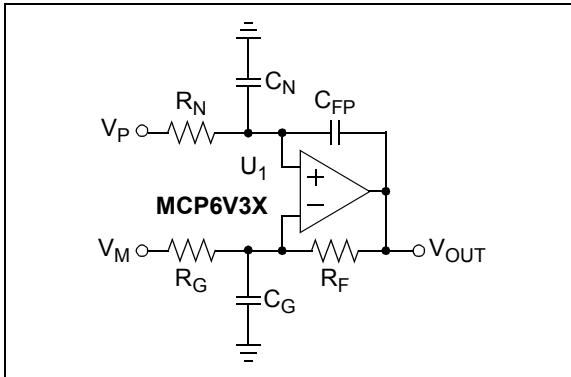 C_N
R_N
C_FP
V_P
U_1
+
MCP6V3X
−
V_M
V_OUT
R_G
R_F
C_G